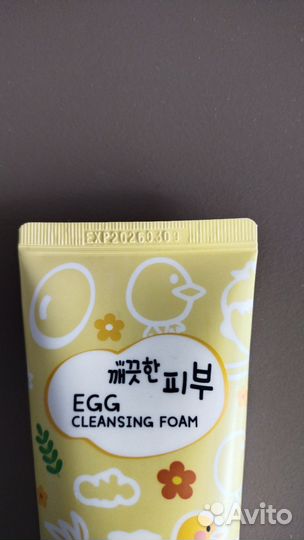 EXP20260309
깨끗한 피부
EGG
CLEANSING FOAM
Avito